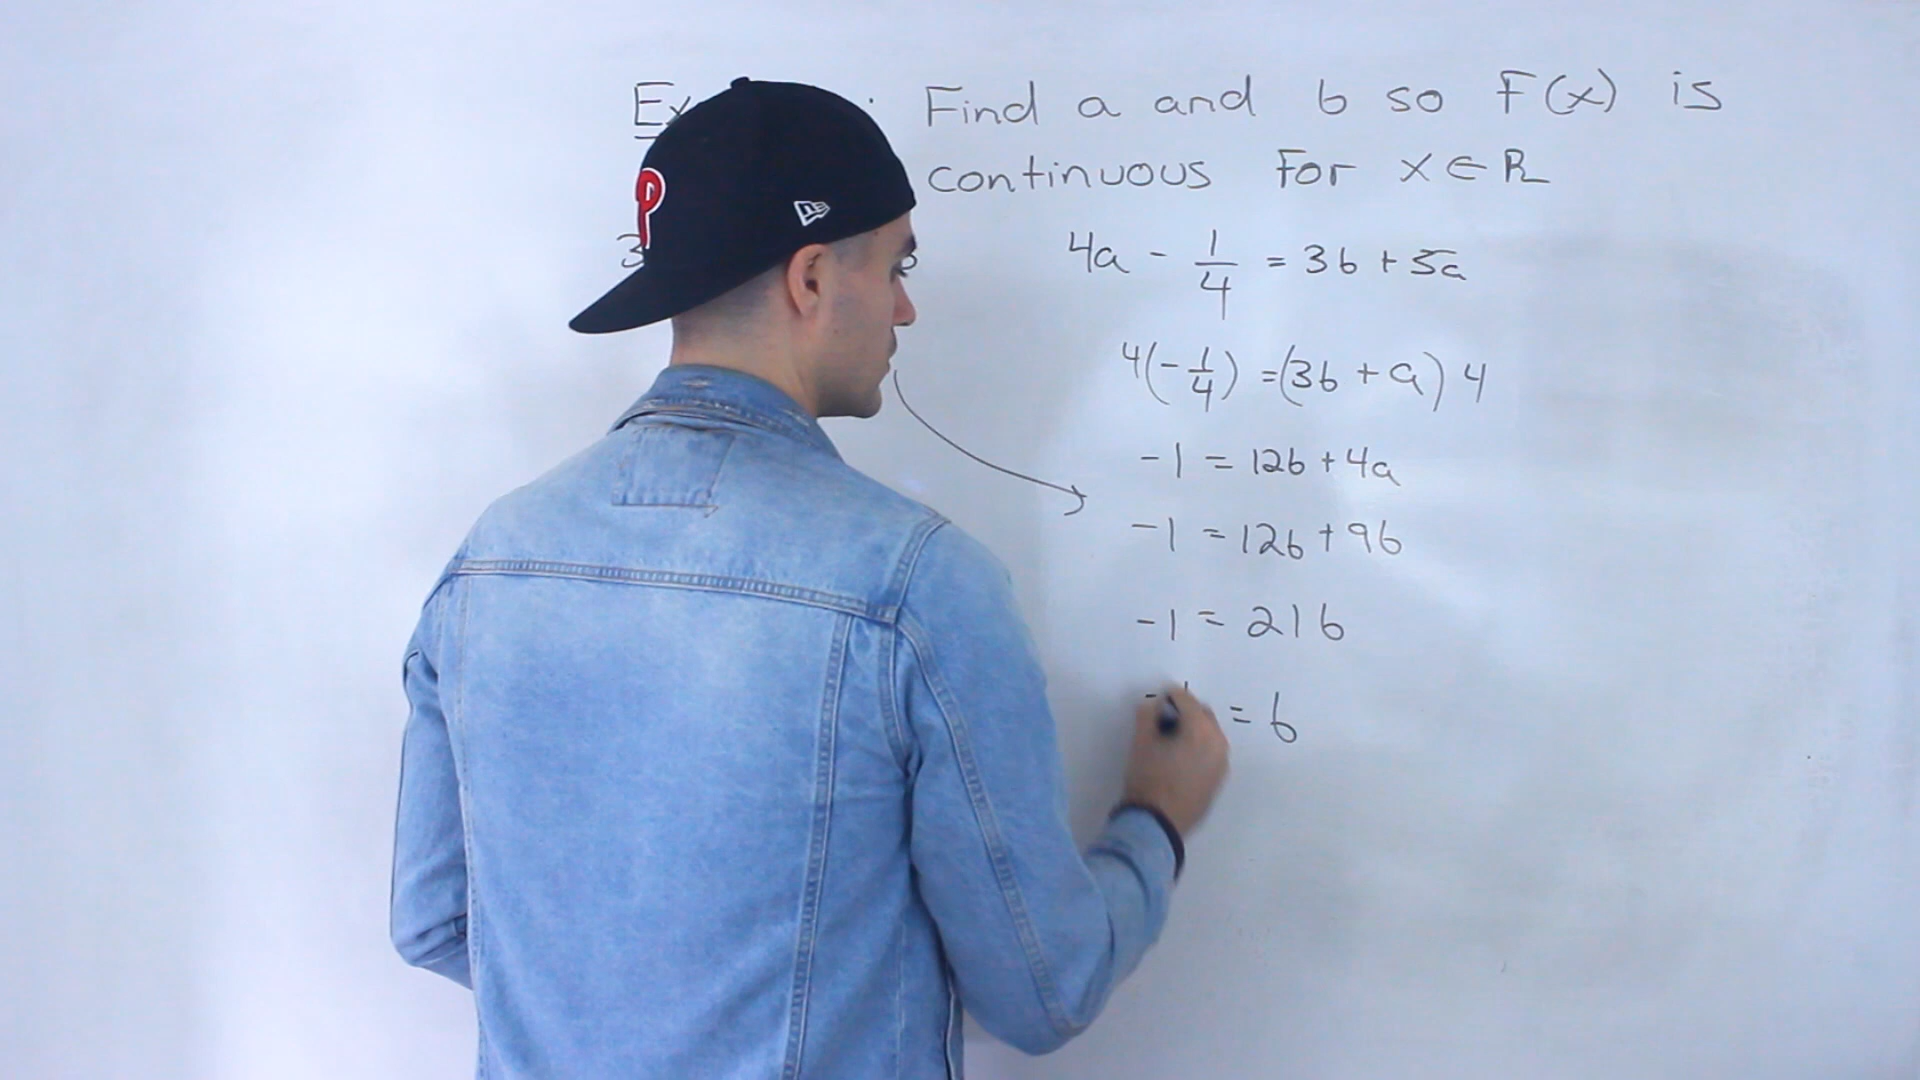 Find a and b so F(x) is
continuous for x ∈ R
4a - 1/4 = 3b + 5a
4(-1/4) = (3b + a) 4
-1 = 12b + 4a
-1 = 12b + 9b
-1 = 21b
= b
P